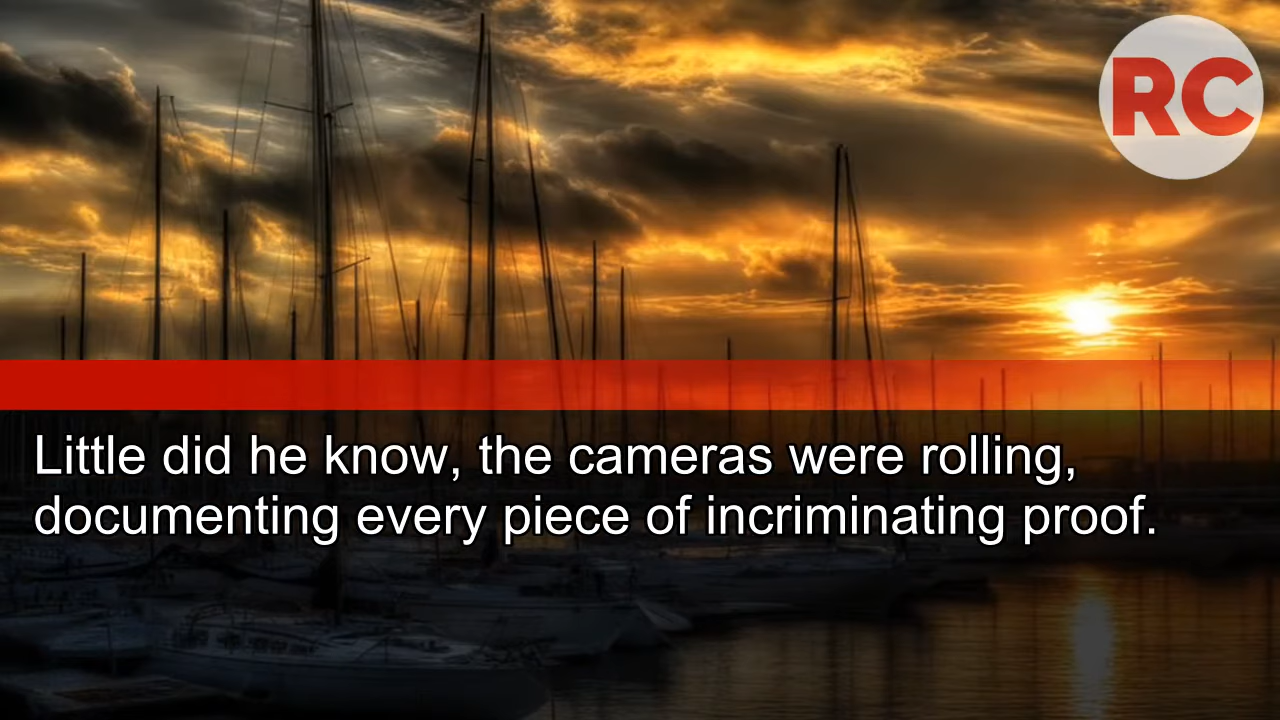 RC
Little did he know, the cameras were rolling,
documenting every piece of incriminating proof.